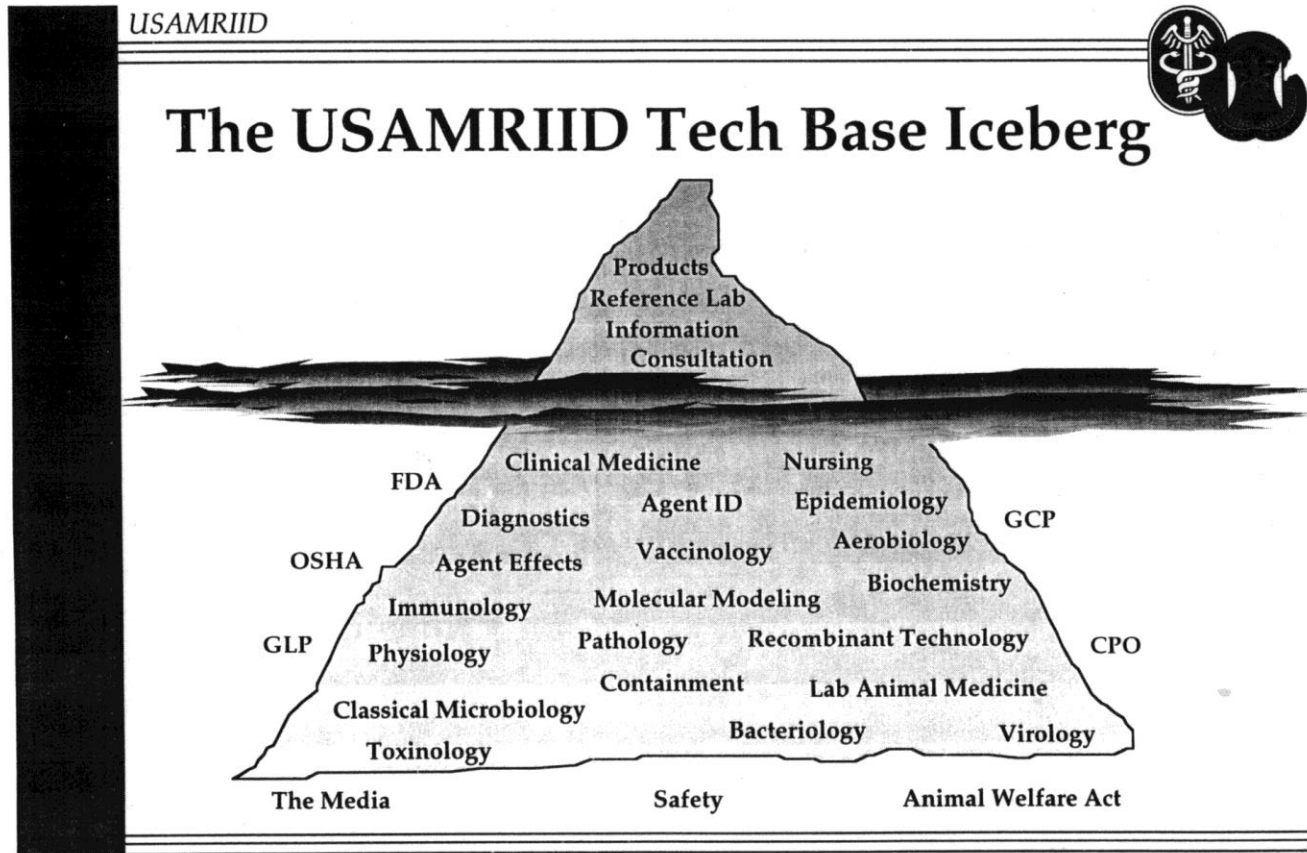 USAMRIID
The USAMRIID Tech Base Iceberg
Products
Reference Lab
Information
Consultation
Clinical Medicine Nursing
FDA
Agent ID Epidemiology
Diagnostics GCP
Vaccinology Aerobiology
OSHA Agent Effects
Biochemistry
Immunology Molecular Modeling
GLP Physiology Pathology Recombinant Technology CPO
Containment Lab Animal Medicine
Classical Microbiology
Toxinology Bacteriology Virology
The Media Safety Animal Welfare Act